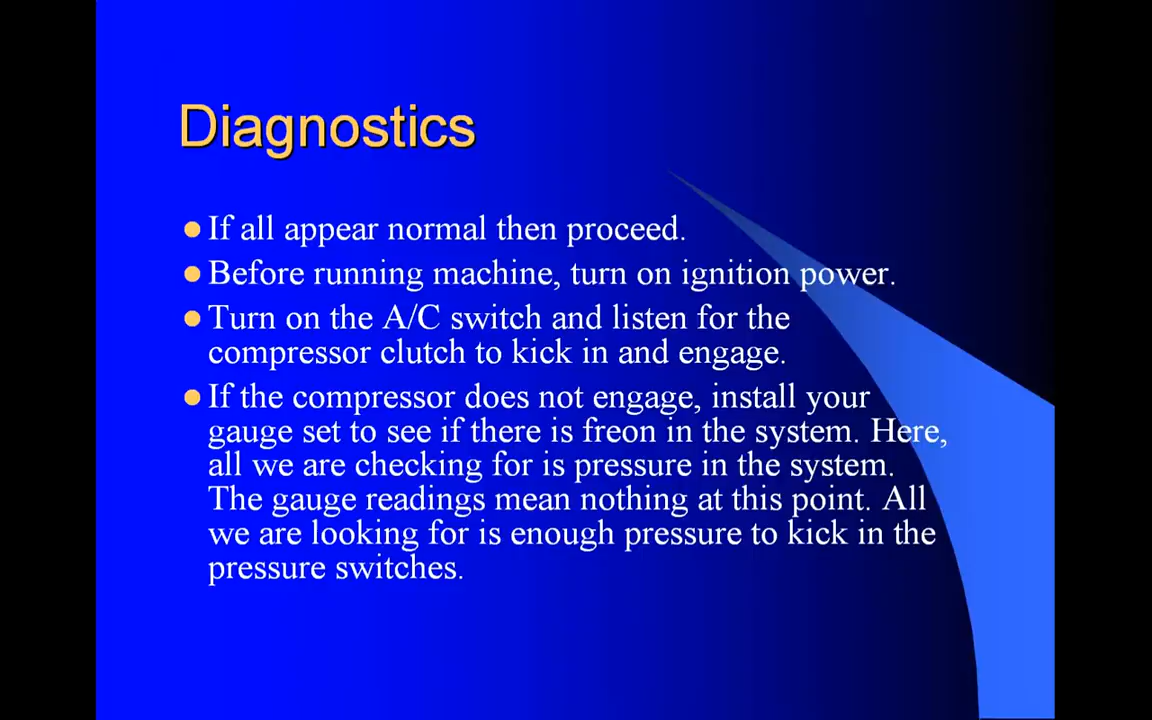 Diagnostics
If all appear normal then proceed.
Before running machine, turn on ignition power.
Turn on the A/C switch and listen for the
compressor clutch to kick in and engage.
If the compressor does not engage, install your
gauge set to see if there is freon in the system. Here,
all we are checking for is pressure in the system.
The gauge readings mean nothing at this point. All
we are looking for is enough pressure to kick in the
pressure switches.